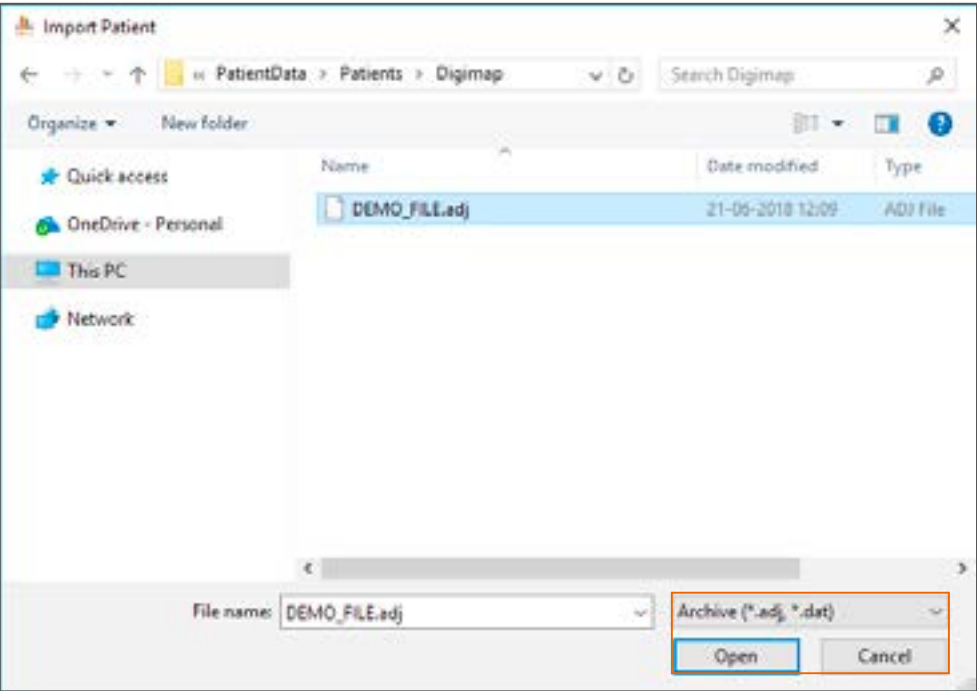 Import Patient
« PatientData > Patients > Digimap
Search Digimap
Organize
New folder
Name
Date modified
Type
Quick access
DEMO_FILE.adj
21-06-2018 12:09
ADJ File
OneDrive - Personal
This PC
Network
File name:
DEMO_FILE.adj
Archive (*.adj, *.dat)
Open
Cancel